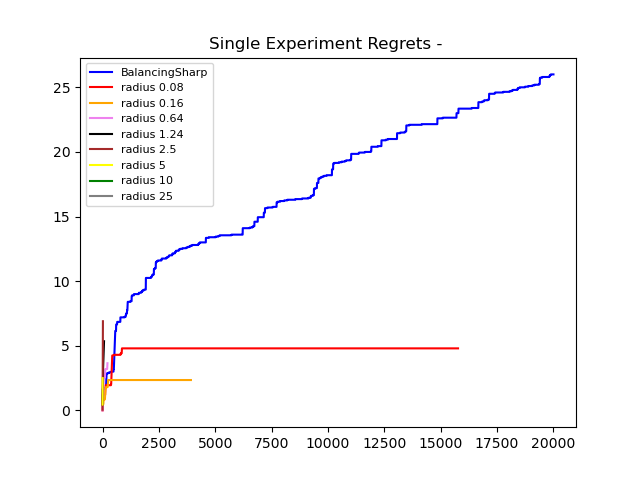 Single Experiment Regrets -
BalancingSharp
radius 0.08
radius 0.16
radius 0.64
radius 1.24
radius 2.5
radius 5
radius 10
radius 25
25
20
15
10
5
0
0 2500 5000 7500 10000 12500 15000 17500 20000